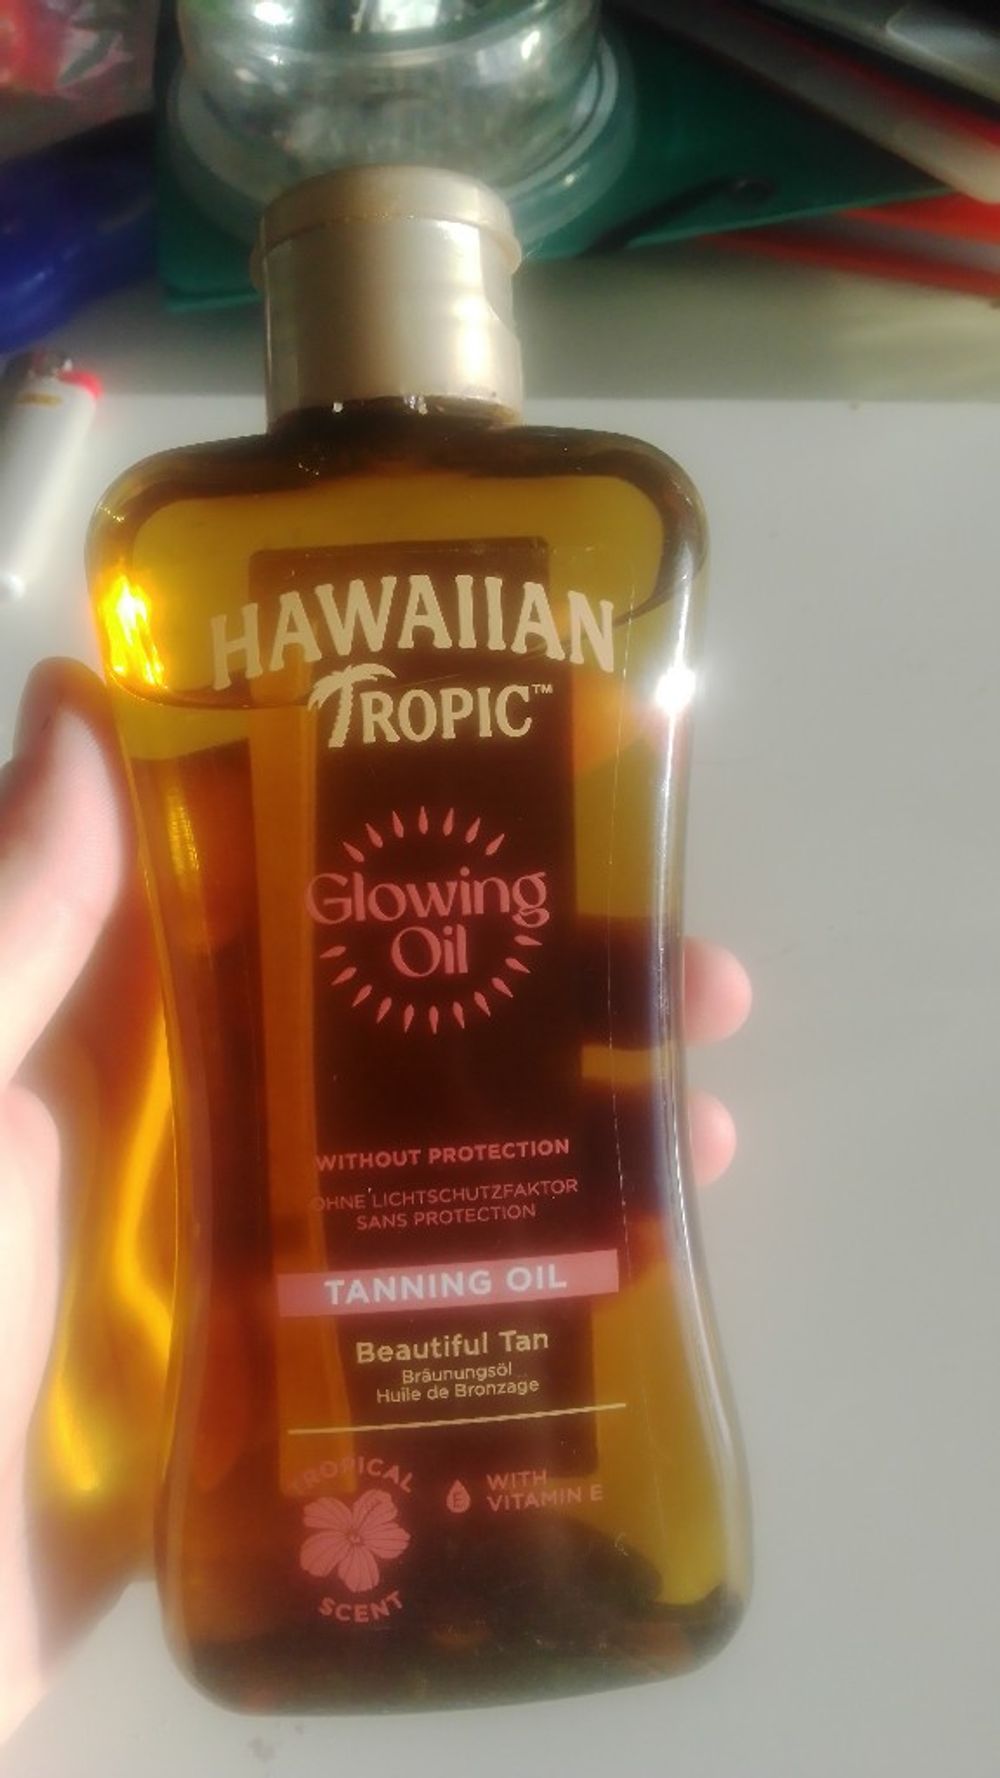 HAWAIIAN
TROPIC™
Glowing
Oil
WITHOUT PROTECTION
OHNE LICHTSCHUTZFAKTOR
SANS PROTECTION
TANNING OIL
Beautiful Tan
Bräunungsöl
Huile de Bronzage
TROPICAL
SCENT
E
WITH
VITAMIN E